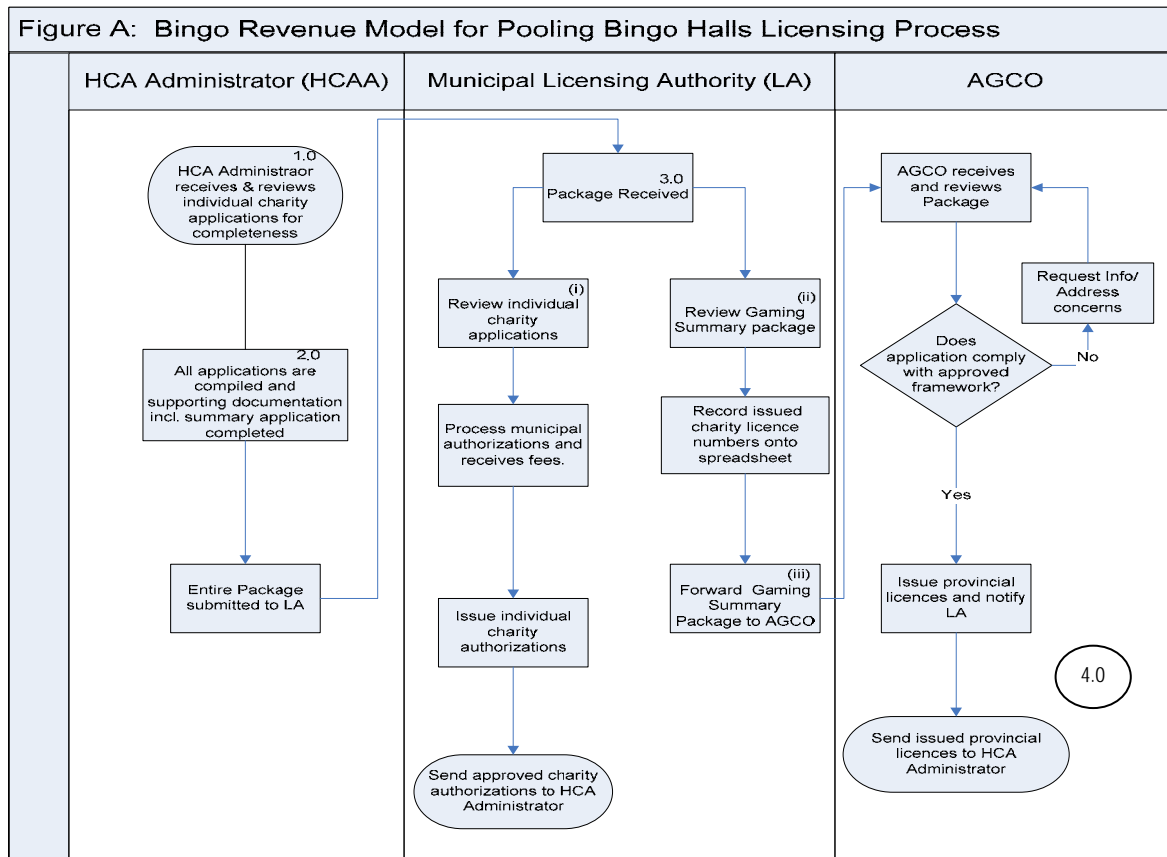 Figure A:  Bingo Revenue Model for Pooling Bingo Halls Licensing Process
HCA Administrator (HCAA)
Municipal Licensing Authority (LA)
AGCO
1.0
HCA Administraor
receives & reviews
individual charity
applications for
completeness
2.0
All applications are
compiled and
supporting documentation
incl. summary application
completed
Entire Package
submitted to LA
3.0
Package Received
(i)
Review individual
charity
applications
Process municipal
authorizations and
receives fees.
Issue individual
charity
authorizations
Send approved charity
authorizations to HCA
Administrator
(ii)
Review Gaming
Summary package
Record issued
charity licence
numbers onto
spreadsheet
(iii)
Forward  Gaming
Summary
Package to AGCO
AGCO receives
and reviews
Package
Request Info/
Address
concerns
Does
application comply
with approved
framework?
No
Yes
Issue provincial
licences and notify
LA
4.0
Send issued provincial
licences to HCA
Administrator